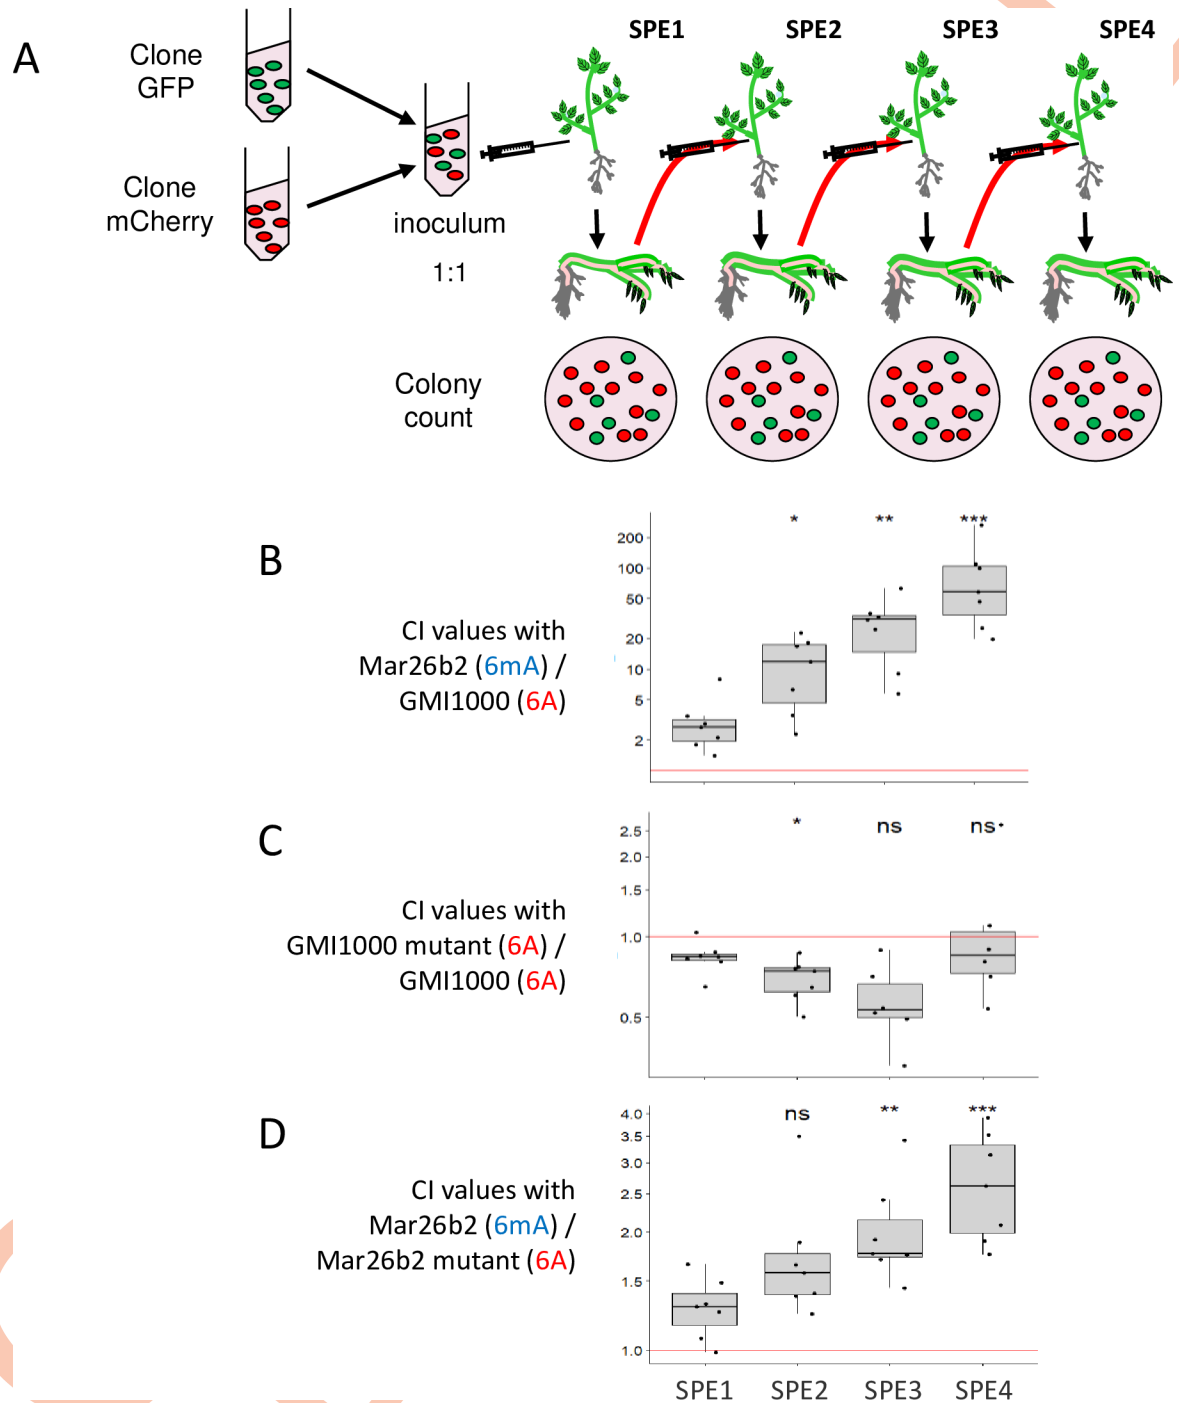 A
Clone
GFP
Clone
mCherry
inoculum
1:1
SPE1 SPE2 SPE3 SPE4
Colony
count
B
CI values with
Mar26b2 (6mA) /
GMI1000 (6A)
* ** ***
200
100
50
20
10
5
2
C
CI values with
GMI1000 mutant (6A) /
GMI1000 (6A)
* ns ns
2.5
2.0
1.5
1.0
0.5
D
CI values with
Mar26b2 (6mA) /
Mar26b2 mutant (6A)
ns ** ***
4.0
3.5
3.0
2.5
2.0
1.5
1.0
SPE1 SPE2 SPE3 SPE4